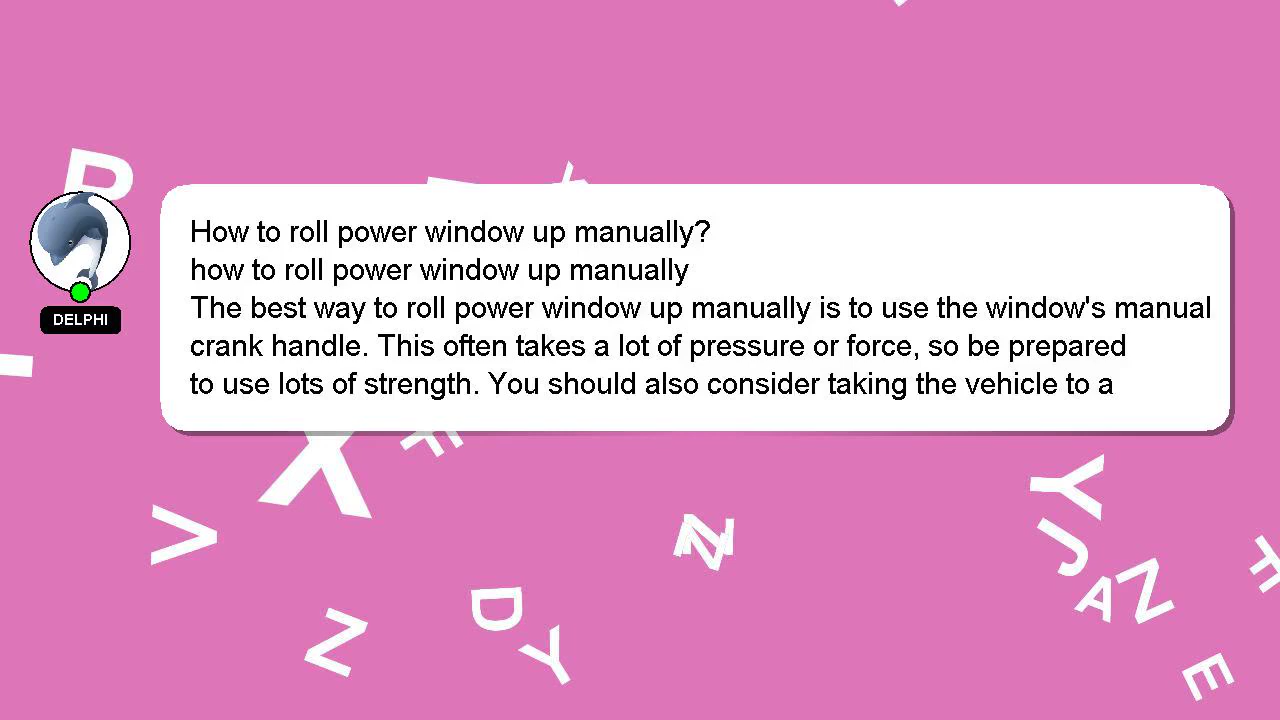 How to roll power window up manually?
how to roll power window up manually
The best way to roll power window up manually is to use the window's manual
crank handle. This often takes a lot of pressure or force, so be prepared
to use lots of strength. You should also consider taking the vehicle to a
DELPHI
R
X
F
V
N
D
Y
N
Z
Y
J
A
Z
F
E